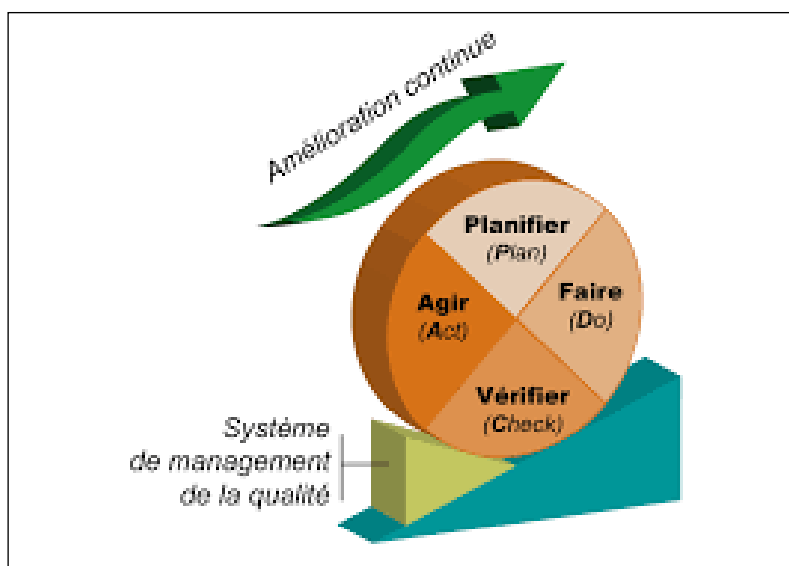 Amélioration continue
Planifier
(Plan)
Faire
(Do)
Agir
(Act)
Vérifier
(Check)
Système
de management
de la qualité